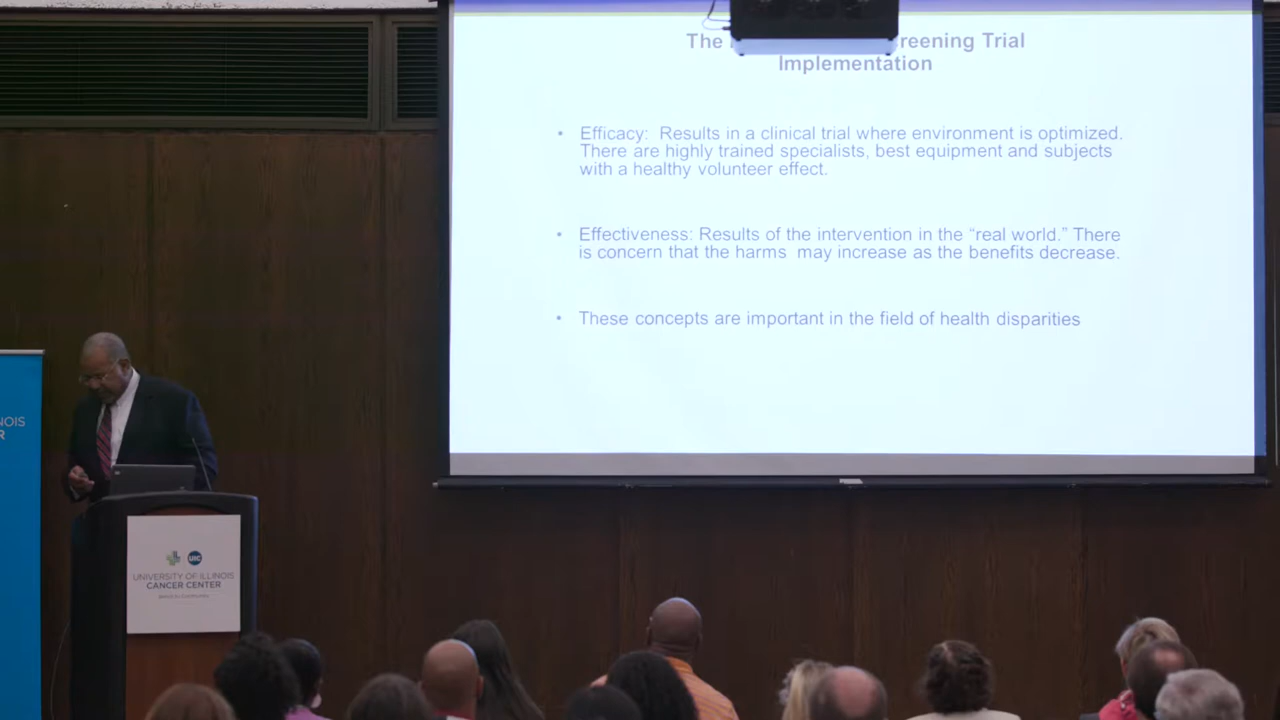 The reening Trial
Implementation
• Efficacy: Results in a clinical trial where environment is optimized.
There are highly trained specialists, best equipment and subjects
with a healthy volunteer effect.
• Effectiveness: Results of the intervention in the “real world.” There
is concern that the harms may increase as the benefits decrease.
• These concepts are important in the field of health disparities
NOIS
R
UIC
UNIVERSITY OF ILLINOIS
CANCER CENTER